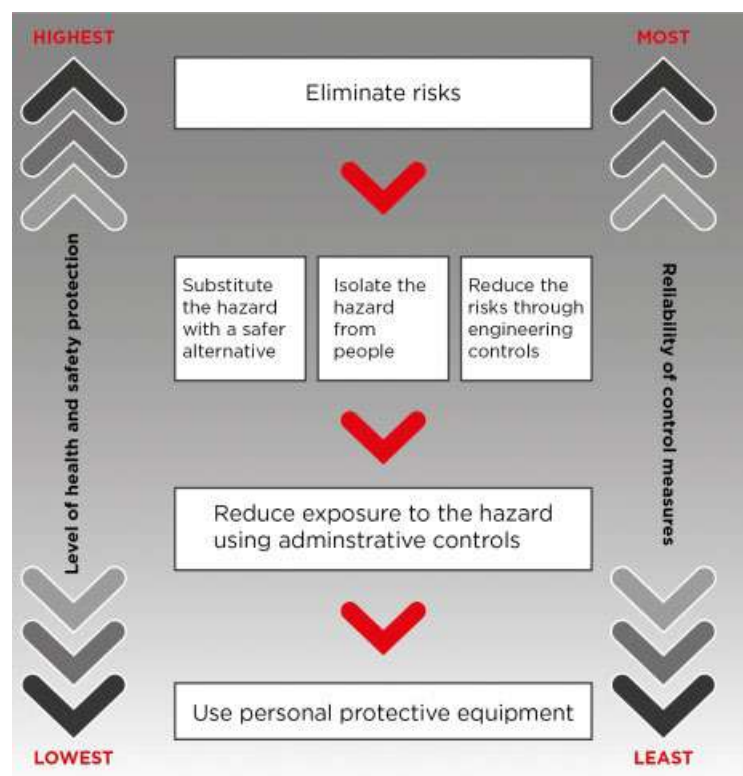 HIGHEST
MOST
Eliminate risks
Substitute
the hazard
with a safer
alternative
Isolate the
hazard
from
people
Reduce the
risks through
engineering
controls
Level of health and safety protection
Reliability of control measures
Reduce exposure to the hazard
using adminstrative controls
Use personal protective equipment
LOWEST
LEAST